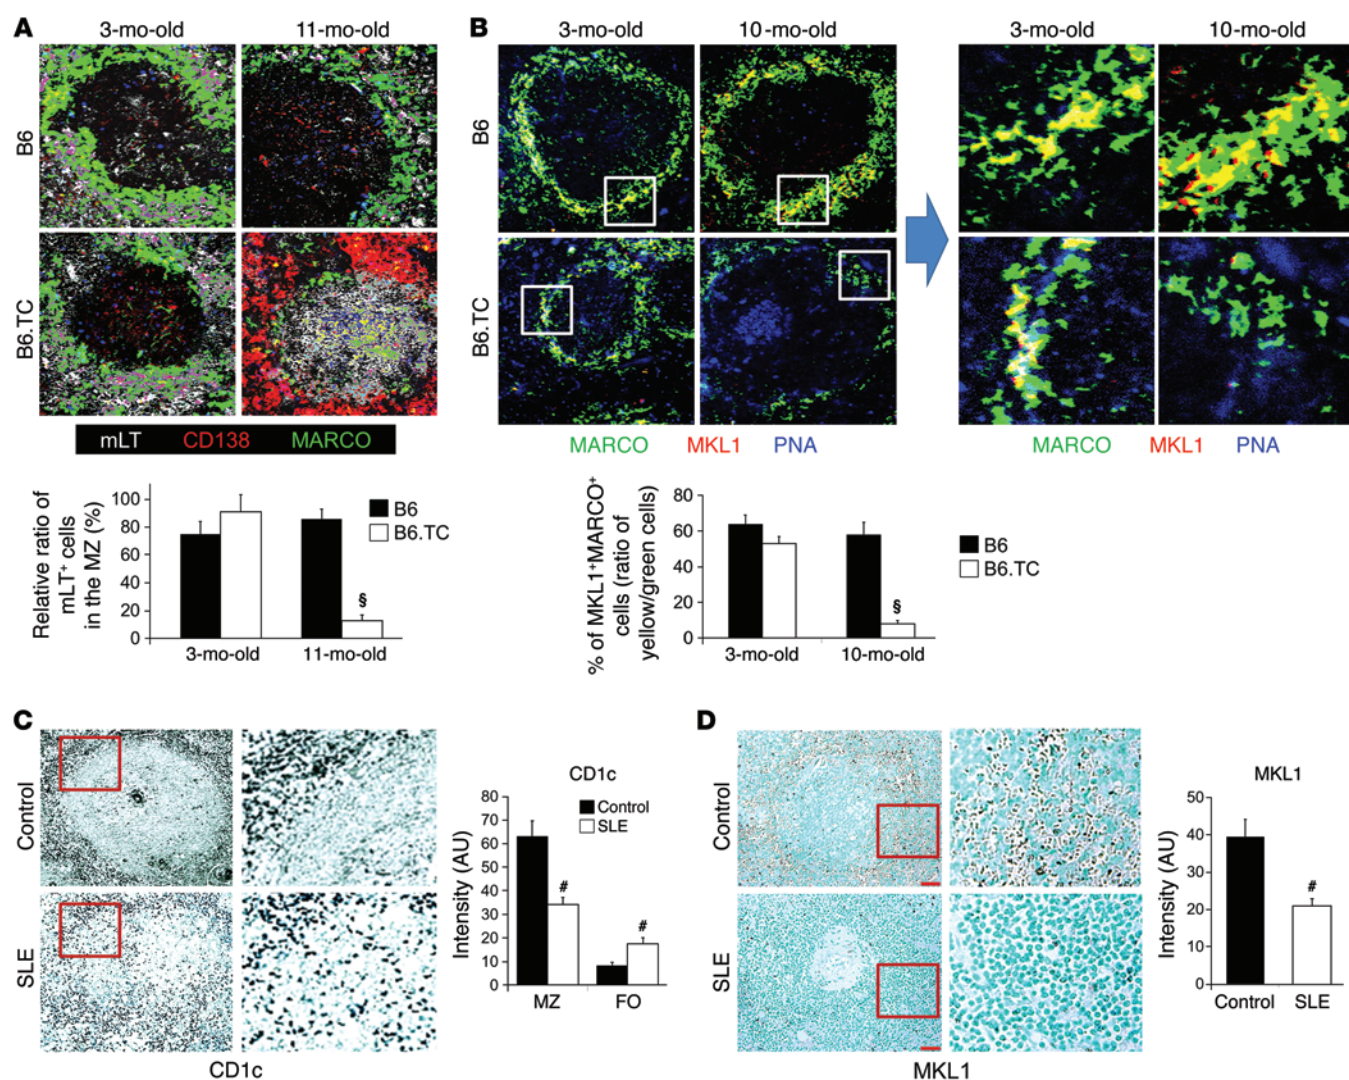 A
3-mo-old 11-mo-old
B6
B6.TC
mLT CD138 MARCO
Relative ratio of
mLT+ cells
in the MZ (%)
100
80
60
40
20
0
§
B6
B6.TC
3-mo-old 11-mo-old
B
3-mo-old 10-mo-old 3-mo-old 10-mo-old
B6
B6.TC
MARCO MKL1 PNA MARCO MKL1 PNA
% of MKL1+MARCO+
cells (ratio of
yellow/green cells)
80
60
40
20
0
§
B6
B6.TC
3-mo-old 10-mo-old
C
Control
SLE
CD1c
CD1c
Intensity (AU)
80
70
60
50
40
30
20
10
0
Control
SLE
#
#
MZ FO
D
Control
SLE
MKL1
MKL1
Intensity (AU)
50
40
30
20
10
0
#
Control SLE